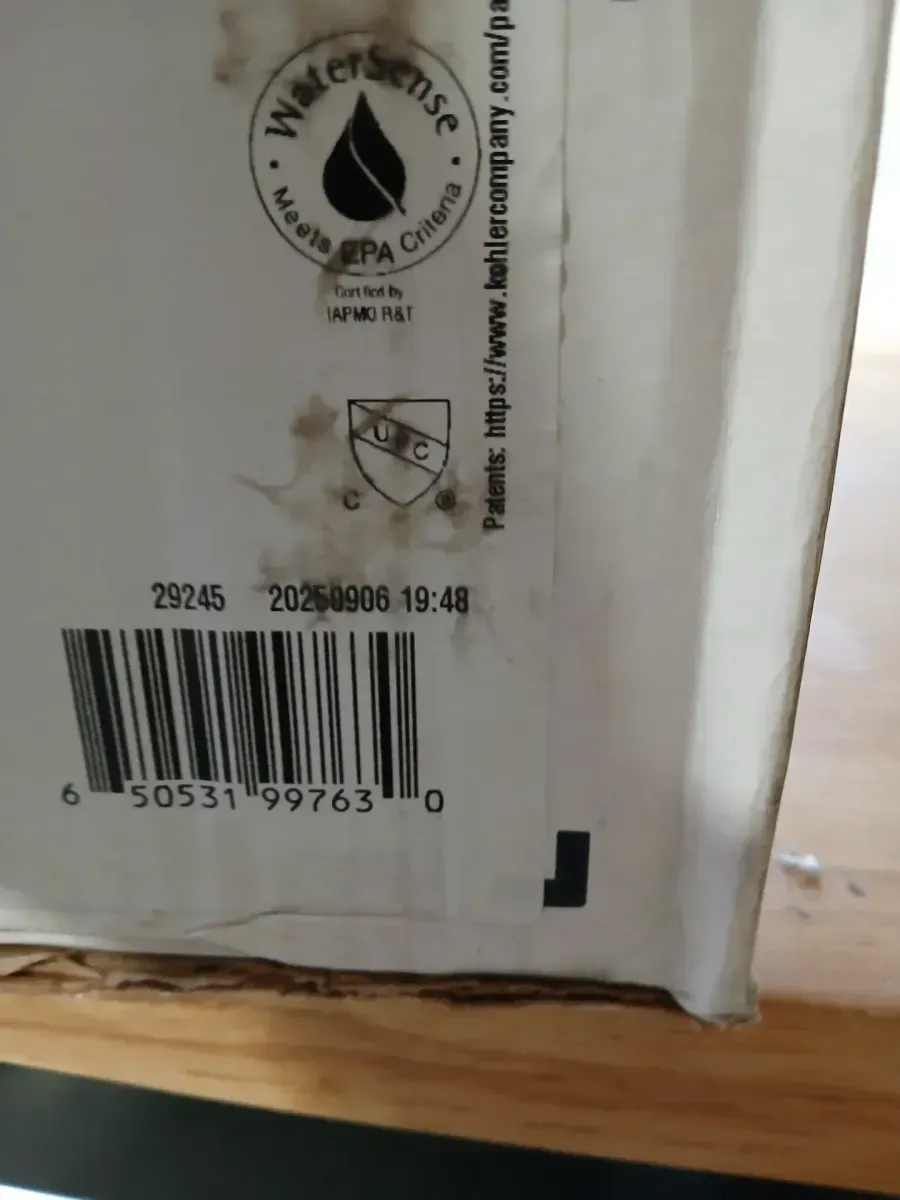 WaterSense
Meets EPA Criteria
Certified by
IAPMO R&T
U C
C ®
Patents: https://www.kohlercompany.com/pa
29245 20250906 19:48
6 50531 99763 0